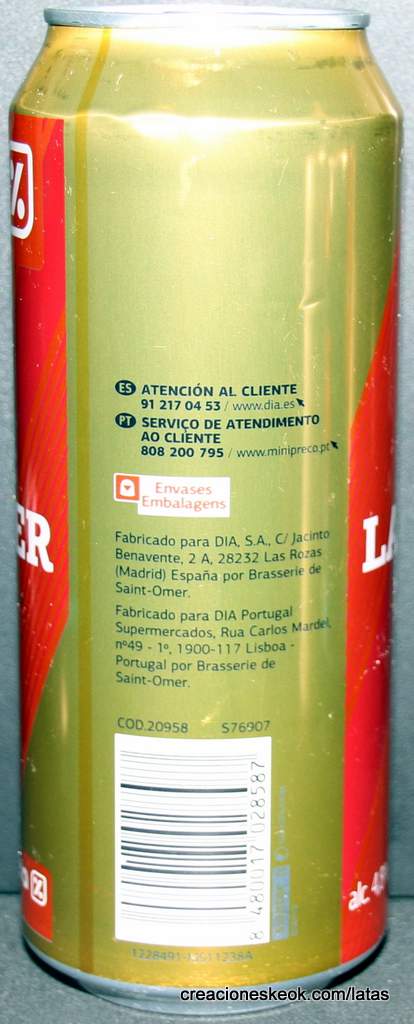 ES ATENCIÓN AL CLIENTE
91 217 04 53 / www.dia.es
PT SERVIÇO DE ATENDIMENTO
AO CLIENTE
808 200 795 / www.minipreco.pt
Envases
Embalagens
Fabricado para DIA, S.A., C/ Jacinto
Benavente, 2 A, 28232 Las Rozas
(Madrid) España por Brasserie de
Saint-Omer.
Fabricado para DIA Portugal
Supermercados, Rua Carlos Mardel,
nº49 - 1º, 1900-117 Lisboa -
Portugal por Brasserie de
Saint-Omer.
COD.20958 S76907
8 480017 028587
ER
LA
alc. 4,8
creacioneskeok.com/latas